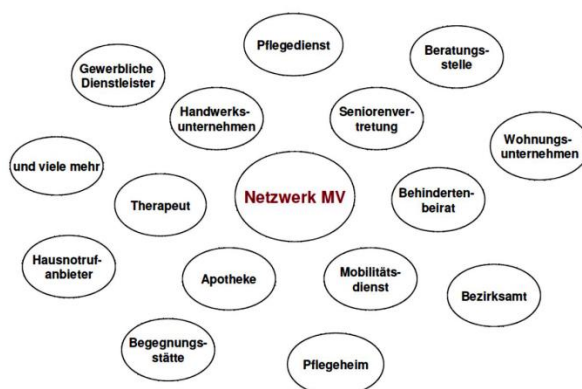 Pflegedienst
Beratungs-
stelle
Gewerbliche
Dienstleister
Handwerks-
unternehmen
Seniorenver-
tretung
Wohnungs-
unternehmen
und viele mehr
Netzwerk MV
Behinderten-
beirat
Therapeut
Hausnotruf-
anbieter
Apotheke
Mobilitäts-
dienst
Bezirksamt
Begegnungs-
stätte
Pflegeheim